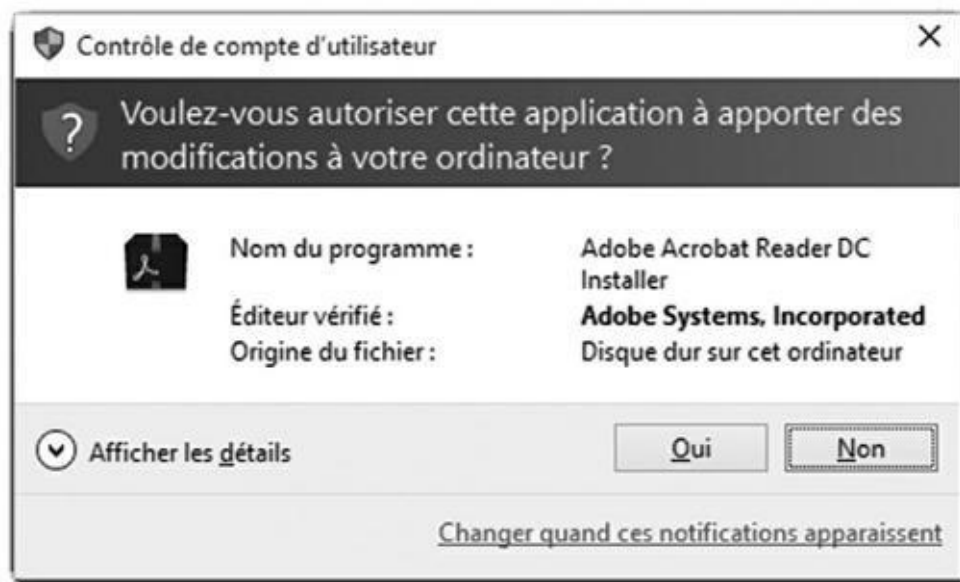 Contrôle de compte d'utilisateur
?
Voulez-vous autoriser cette application à apporter des
modifications à votre ordinateur ?
Nom du programme : Adobe Acrobat Reader DC
Installer
Éditeur vérifié : Adobe Systems, Incorporated
Origine du fichier : Disque dur sur cet ordinateur
Afficher les détails Oui Non
Changer quand ces notifications apparaissent